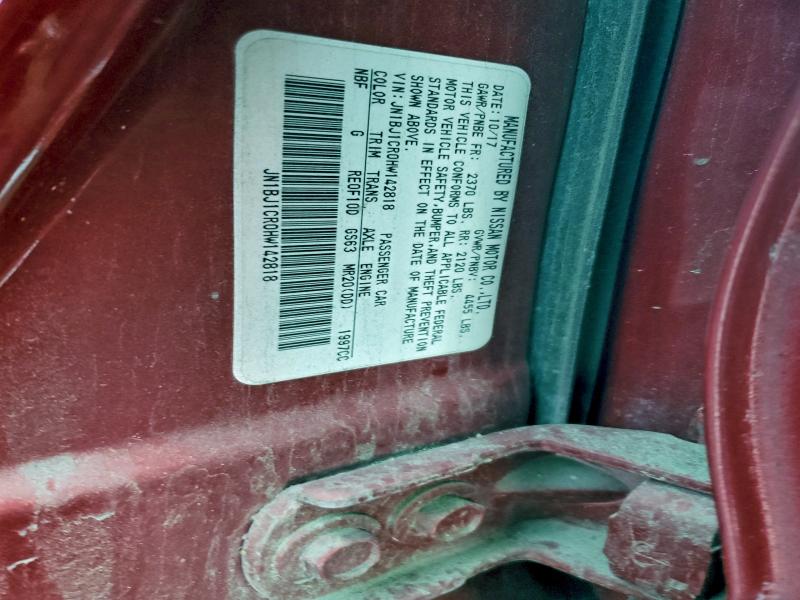 MANUFACTURED BY NISSAN MOTOR CO.,LTD.
DATE:10/17 GVWR/PNBV: 4455 LBS.
GAWR/PNBE FR: 2370 LBS. RR: 2120 LBS.
THIS VEHICLE CONFORMS TO ALL APPLICABLE FEDERAL
MOTOR VEHICLE SAFETY,BUMPER,AND THEFT PREVENTION
STANDARDS IN EFFECT ON THE DATE OF MANUFACTURE
SHOWN ABOVE.
VIN:JN1BJ1CR0HW142818 PASSENGER CAR
COLOR TRIM TRANS. AXLE ENGINE
NBF G RE0F10D GS63 MR20(DD) 1997CC
JN1BJ1CR0HW142818